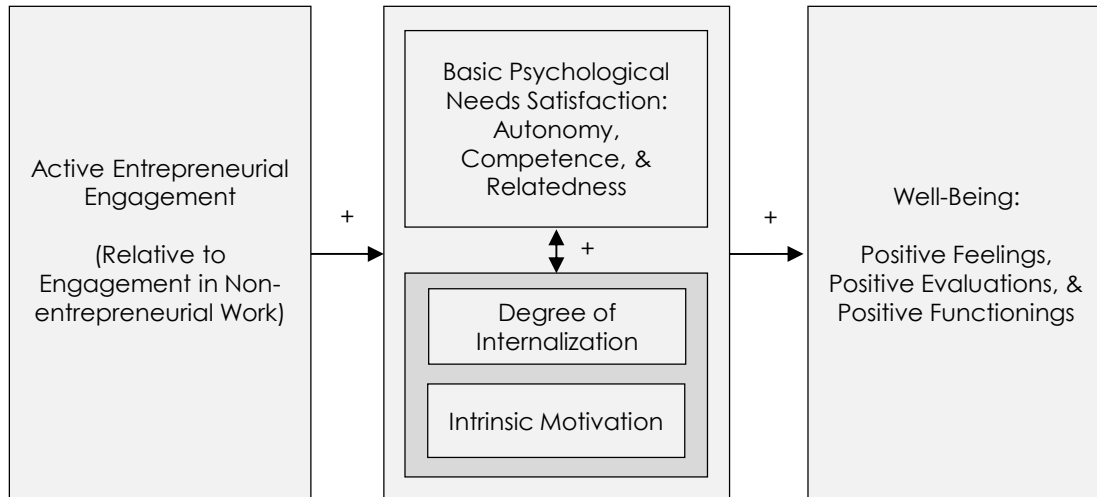 Active Entrepreneurial
Engagement
(Relative to
Engagement in Non-
entrepreneurial Work)
+
Basic Psychological
Needs Satisfaction:
Autonomy,
Competence, &
Relatedness
+
Degree of
Internalization
Intrinsic Motivation
+
Well-Being:
Positive Feelings,
Positive Evaluations, &
Positive Functionings